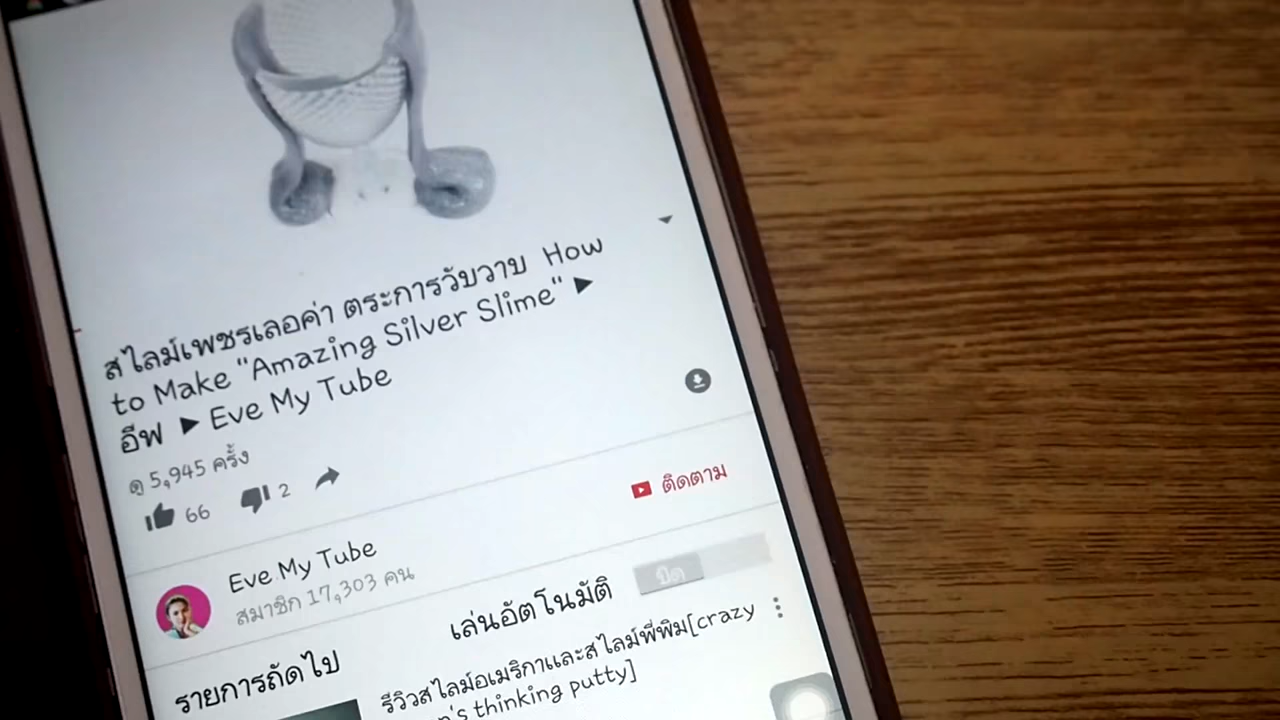 สไลม์เพชรเลอค่า ตระการวับวาบ How
to Make "Amazing Silver Slime" ►
อีฟ ► Eve My Tube
ดู 5,945 ครั้ง
66 2
ติดตาม
Eve My Tube
สมาชิก 17,303 คน
เล่นอัตโนมัติ ปิด
รายการถัดไป
รีวิวสไลม์อเมริกาและสไลม์พี่พิม[crazy
thinking putty]